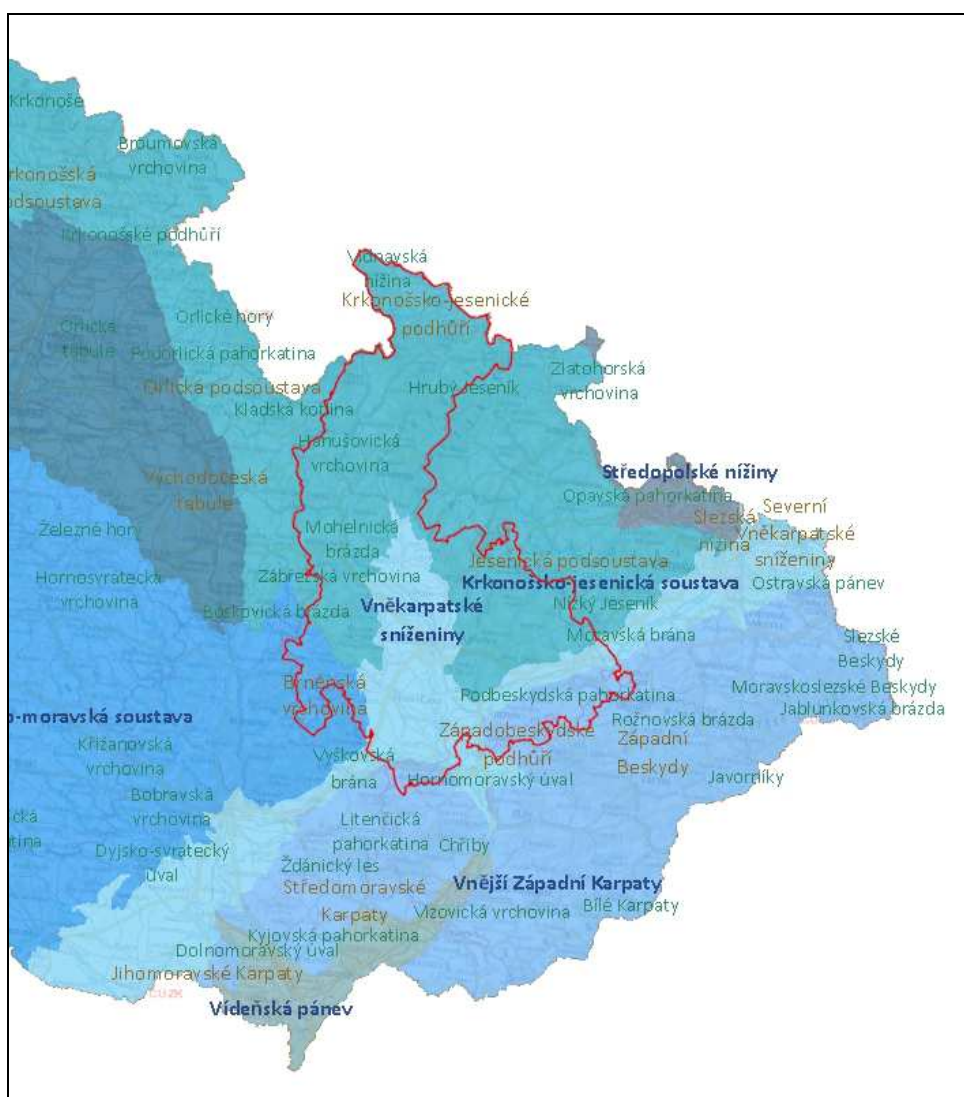 Krkonoše
Broumovská
vrchovina
rkonošská
odsoustava
Krkonošské podhůří
Vidnavská
nížina
Krkonošsko-jesenické
podhůří
Orlické hory
Orlická
tabule
Podorlická pahorkatina
Zlatohorská
vrchovina
Orlická podsoustava
Hrubý Jeseník
Kladská kotlina
Hanušovická
vrchovina
Východočeská
tabule
Středopolské nížiny
Opavská pahorkatina
Slezská
nížina
Severní
Vněkarpatské
sníženiny
Železné hory
Mohelnická
brázda
Jesenická podsoustava
Hornosvratecká
vrchovina
Zábřežská vrchovina
Krkonošsko-jesenická soustava
Ostravská pánev
Boskovická brázda
Vněkarpatské
sníženiny
Nízký Jeseník
Moravská brána
Slezské
Beskydy
Brněnská
vrchovina
Podbeskydská pahorkatina
Moravskoslezské Beskydy
Jablunkovská brázda
o-moravská soustava
Rožnovská brázda
Západobeskydské
podhůří
Západní
Beskydy
Křižanovská
vrchovina
Vyškovská
brána
Hornomoravský úval
Javorníky
Bobravská
vrchovina
cká
atina
Litenčická
pahorkatina
Chřiby
Dyjsko-svratecký
úval
Ždánický les
Středomoravské
Karpaty
Vnější Západní Karpaty
Vizovická vrchovina
Bílé Karpaty
Kyjovská pahorkatina
Dolnomoravský úval
Jihomoravské Karpaty
ČÚZK
Vídeňská pánev